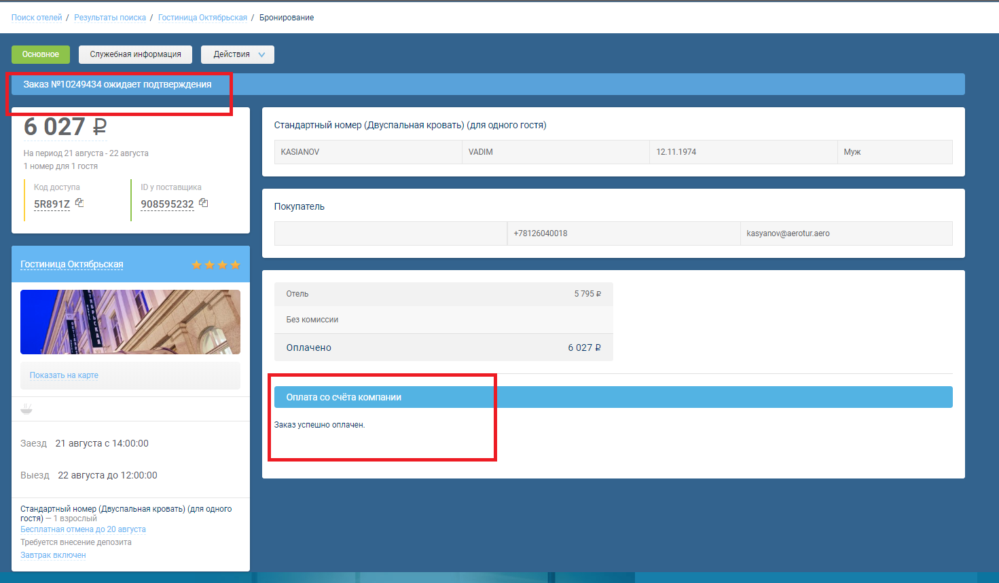 Поиск отелей / Результаты поиска / Гостиница Октябрьская / Бронирование
Основное
Служебная информация
Действия
Заказ №10249434 ожидает подтверждения
6 027 ₽
На период 21 августа - 22 августа
1 номер для 1 гостя
Код доступа
5R891Z
ID у поставщика
908595232
Гостиница Октябрьская
Показать на карте
Заезд 21 августа с 14:00:00
Выезд 22 августа до 12:00:00
Стандартный номер (Двуспальная кровать) (для одного
гостя) — 1 взрослый
Бесплатная отмена до 20 августа
Требуется внесение депозита
Завтрак включен
Стандартный номер (Двуспальная кровать) (для одного гостя)
KASIANOV VADIM 12.11.1974 Муж
Покупатель
+78126040018 kasyanov@aerotur.aero
Отель 5 795 ₽
Без комиссии
Оплачено 6 027 ₽
Оплата со счёта компании
Заказ успешно оплачен.